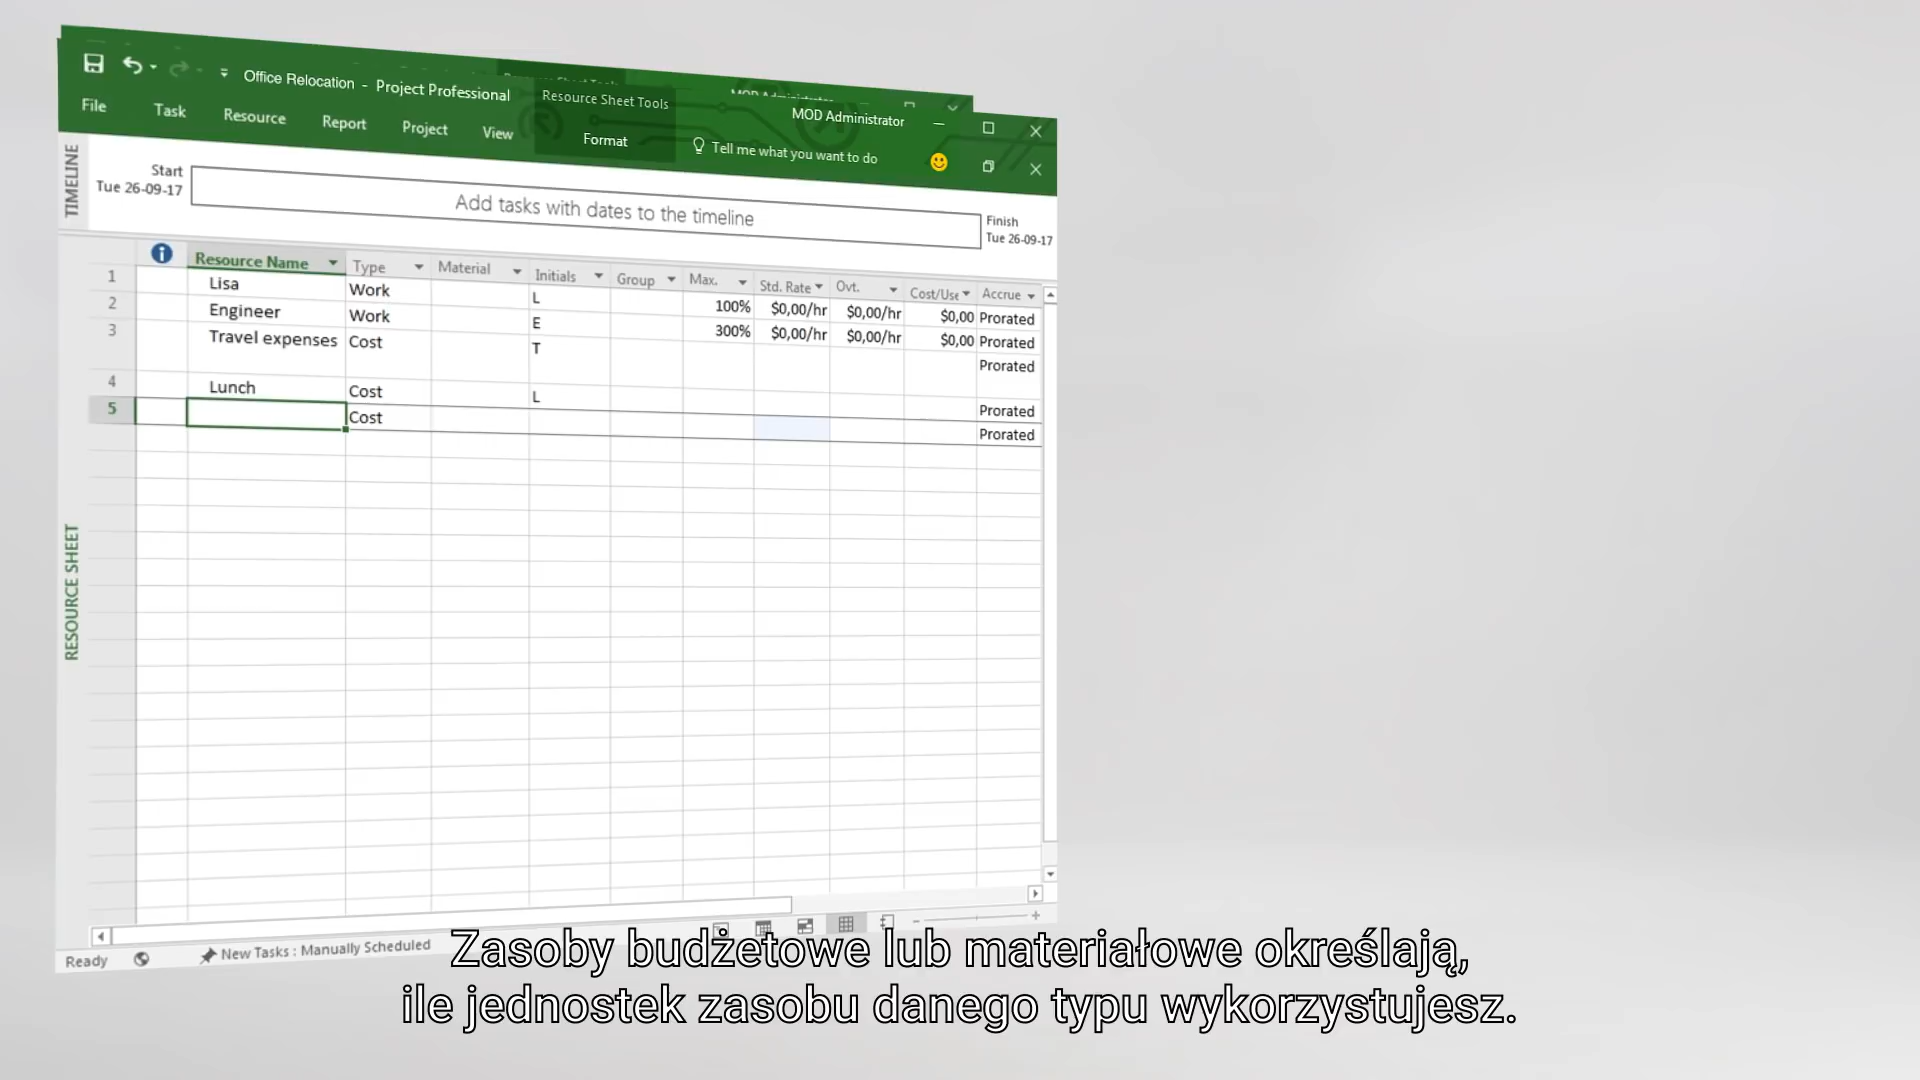 Office Relocation - Project Professional
Resource Sheet Tools
MOD Administrator
File Task Resource Report Project View Format Tell me what you want to do
TIMELINE
Start
Tue 26-09-17
Add tasks with dates to the timeline
Finish
Tue 26-09-17
Resource Name Type Material Initials Group Max. Std. Rate Ovt. Cost/Use Accrue
1 Lisa Work L 100% $0,00/hr $0,00/hr $0,00 Prorated
2 Engineer Work E 300% $0,00/hr $0,00/hr $0,00 Prorated
3 Travel expenses Cost T Prorated
4 Lunch Cost L Prorated
5 Cost Prorated
RESOURCE SHEET
Ready New Tasks : Manually Scheduled
Zasoby budżetowe lub materiałowe określają,
ile jednostek zasobu danego typu wykorzystujesz.